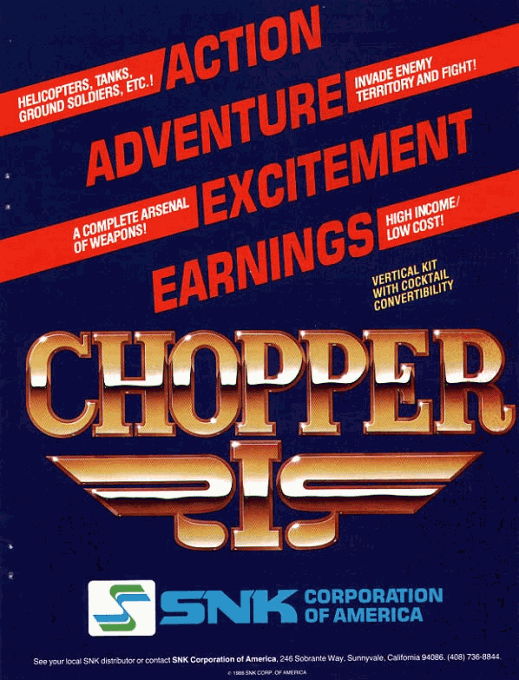 HELICOPTERS, TANKS,
GROUND SOLDIERS, ETC.!
ACTION
ADVENTURE
INVADE ENEMY
TERRITORY AND FIGHT!
A COMPLETE ARSENAL
OF WEAPONS!
EXCITEMENT
EARNINGS
HIGH INCOME/
LOW COST!
VERTICAL KIT
WITH COCKTAIL
CONVERTIBILITY
CHOPPER
I
SNK CORPORATION
OF AMERICA
See your local SNK distributor or contact SNK Corporation of America, 246 Sobrante Way, Sunnyvale, California 94086. (408) 736-8844.
© 1988 SNK CORP. OF AMERICA